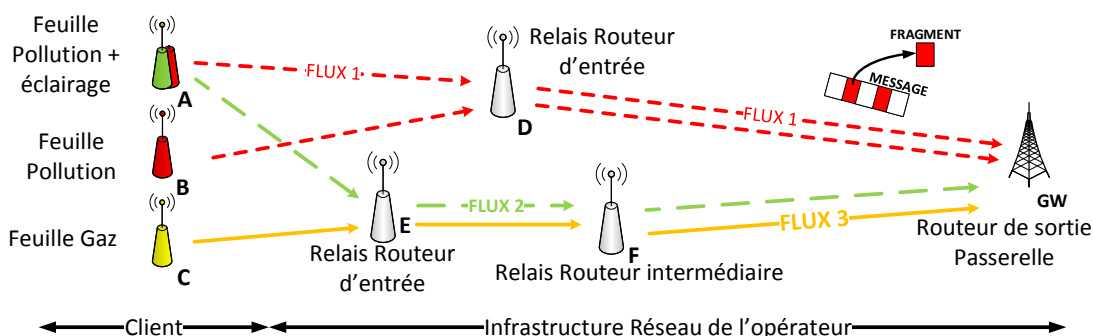 Feuille
Pollution +
éclairage
A
FLUX 1
Relais Routeur
d'entrée
D
FRAGMENT
MESSAGE
FLUX 1
Feuille
Pollution
B
GW
Routeur de sortie
Passerelle
Feuille Gaz
C
E
Relais Routeur
d'entrée
FLUX 2
F
Relais Routeur intermédiaire
FLUX 3
Client
Infrastructure Réseau de l'opérateur